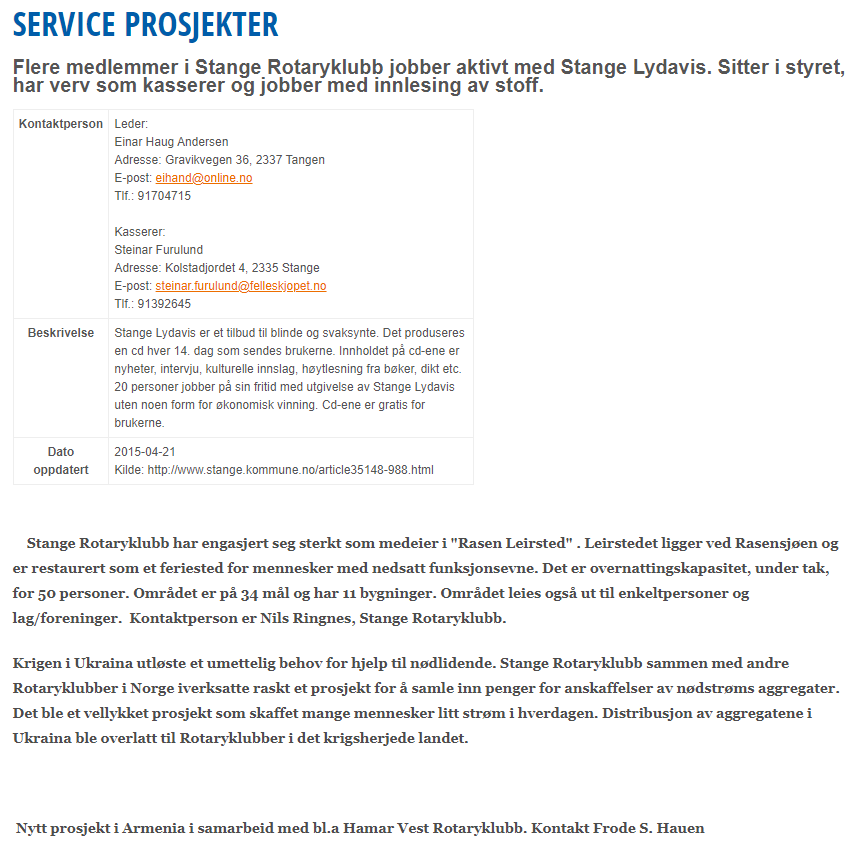 SERVICE PROSJEKTER
Flere medlemmer i Stange Rotaryklubb jobber aktivt med Stange Lydavis. Sitter i styret,
har verv som kasserer og jobber med innlesing av stoff.
Kontaktperson
Leder:
Einar Haug Andersen
Adresse: Gravikvegen 36, 2337 Tangen
E-post: eihand@online.no
Tlf.: 91704715
Kasserer:
Steinar Furulund
Adresse: Kolstadjordet 4, 2335 Stange
E-post: steinar.furulund@felleskjopet.no
Tlf.: 91392645
Beskrivelse
Stange Lydavis er et tilbud til blinde og svaksynte. Det produseres
en cd hver 14. dag som sendes brukerne. Innholdet på cd-ene er
nyheter, intervju, kulturelle innslag, høytlesning fra bøker, dikt etc.
20 personer jobber på sin fritid med utgivelse av Stange Lydavis
uten noen form for økonomisk vinning. Cd-ene er gratis for
brukerne.
Dato
oppdatert
2015-04-21
Kilde: http://www.stange.kommune.no/article35148-988.html
Stange Rotaryklubb har engasjert seg sterkt som medeier i "Rasen Leirsted" . Leirstedet ligger ved Rasensjøen og
er restaurert som et feriested for mennesker med nedsatt funksjonsevne. Det er overnattingskapasitet, under tak,
for 50 personer. Området er på 34 mål og har 11 bygninger. Området leies også ut til enkeltpersoner og
lag/foreninger. Kontaktperson er Nils Ringnes, Stange Rotaryklubb.
Krigen i Ukraina utløste et umettelig behov for hjelp til nødlidende. Stange Rotaryklubb sammen med andre
Rotaryklubber i Norge iverksatte raskt et prosjekt for å samle inn penger for anskaffelser av nødstrøms aggregater.
Det ble et vellykket prosjekt som skaffet mange mennesker litt strøm i hverdagen. Distribusjon av aggregatene i
Ukraina ble overlatt til Rotaryklubber i det krigsherjede landet.
Nytt prosjekt i Armenia i samarbeid med bl.a Hamar Vest Rotaryklubb. Kontakt Frode S. Hauen